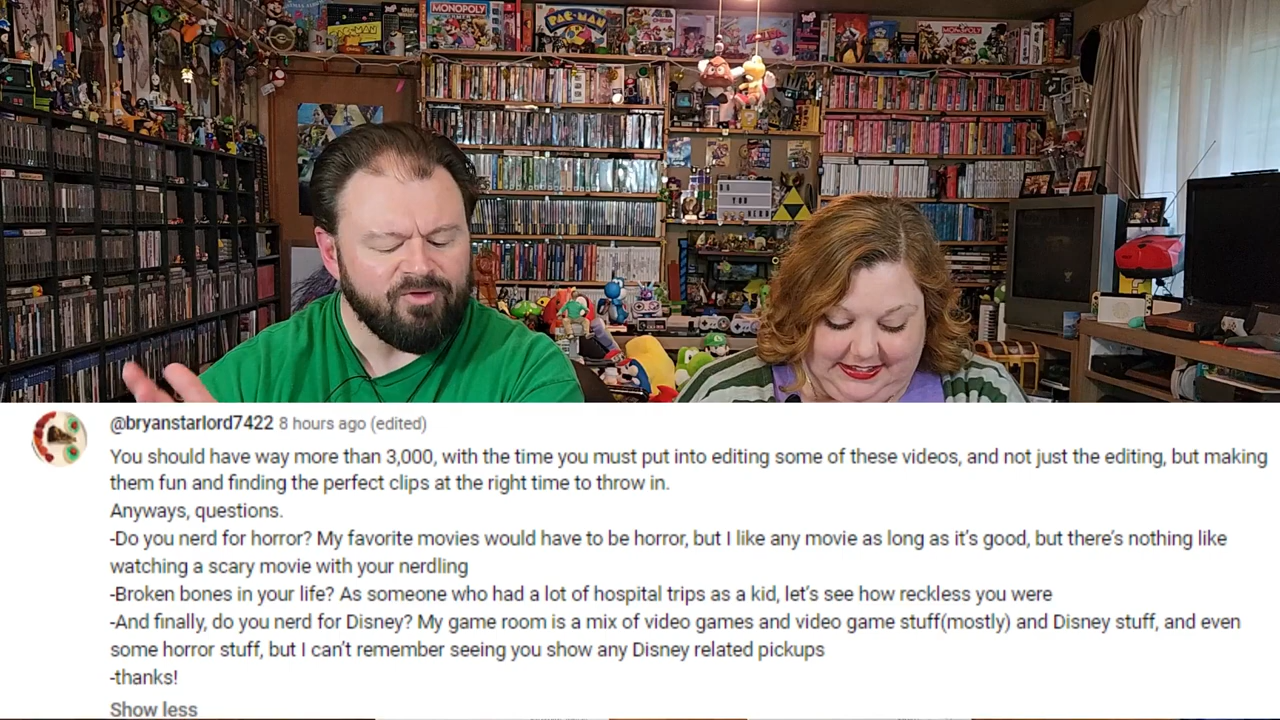 MONOPOLY
PAC-MAN
MONOPOLY
YOU
@bryanstarlord7422 8 hours ago (edited)
You should have way more than 3,000, with the time you must put into editing some of these videos, and not just the editing, but making
them fun and finding the perfect clips at the right time to throw in.
Anyways, questions.
-Do you nerd for horror? My favorite movies would have to be horror, but I like any movie as long as it's good, but there's nothing like
watching a scary movie with your nerdling
-Broken bones in your life? As someone who had a lot of hospital trips as a kid, let's see how reckless you were
-And finally, do you nerd for Disney? My game room is a mix of video games and video game stuff(mostly) and Disney stuff, and even
some horror stuff, but I can't remember seeing you show any Disney related pickups
-thanks!
Show less